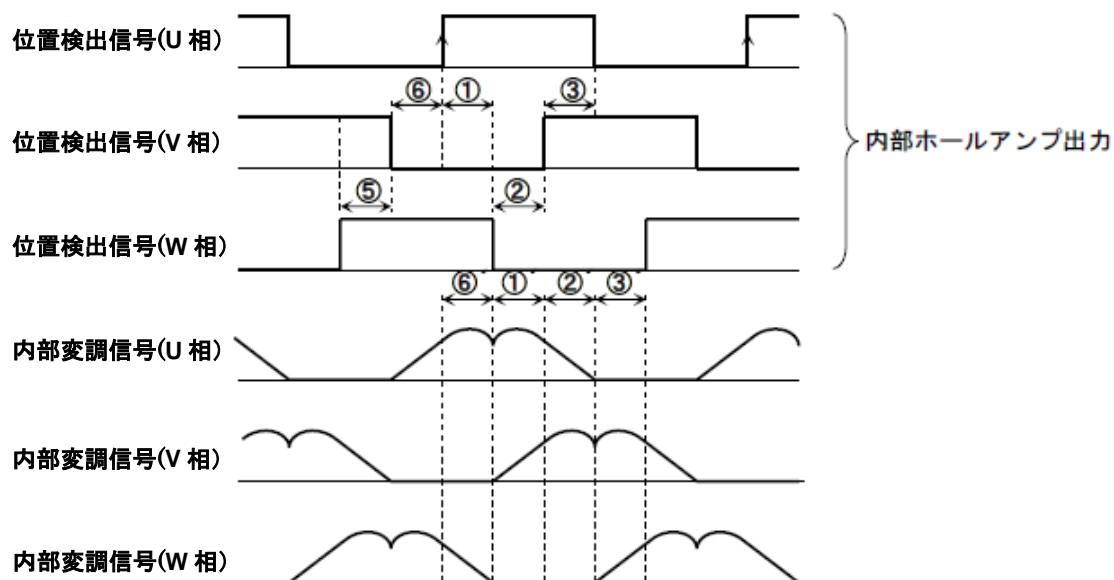 位置検出信号(U 相)
⑥ ① ③
位置検出信号(V 相)
内部ホールアンプ出力
⑤ ②
位置検出信号(W 相)
⑥ ① ② ③
内部変調信号(U 相)
内部変調信号(V 相)
内部変調信号(W 相)